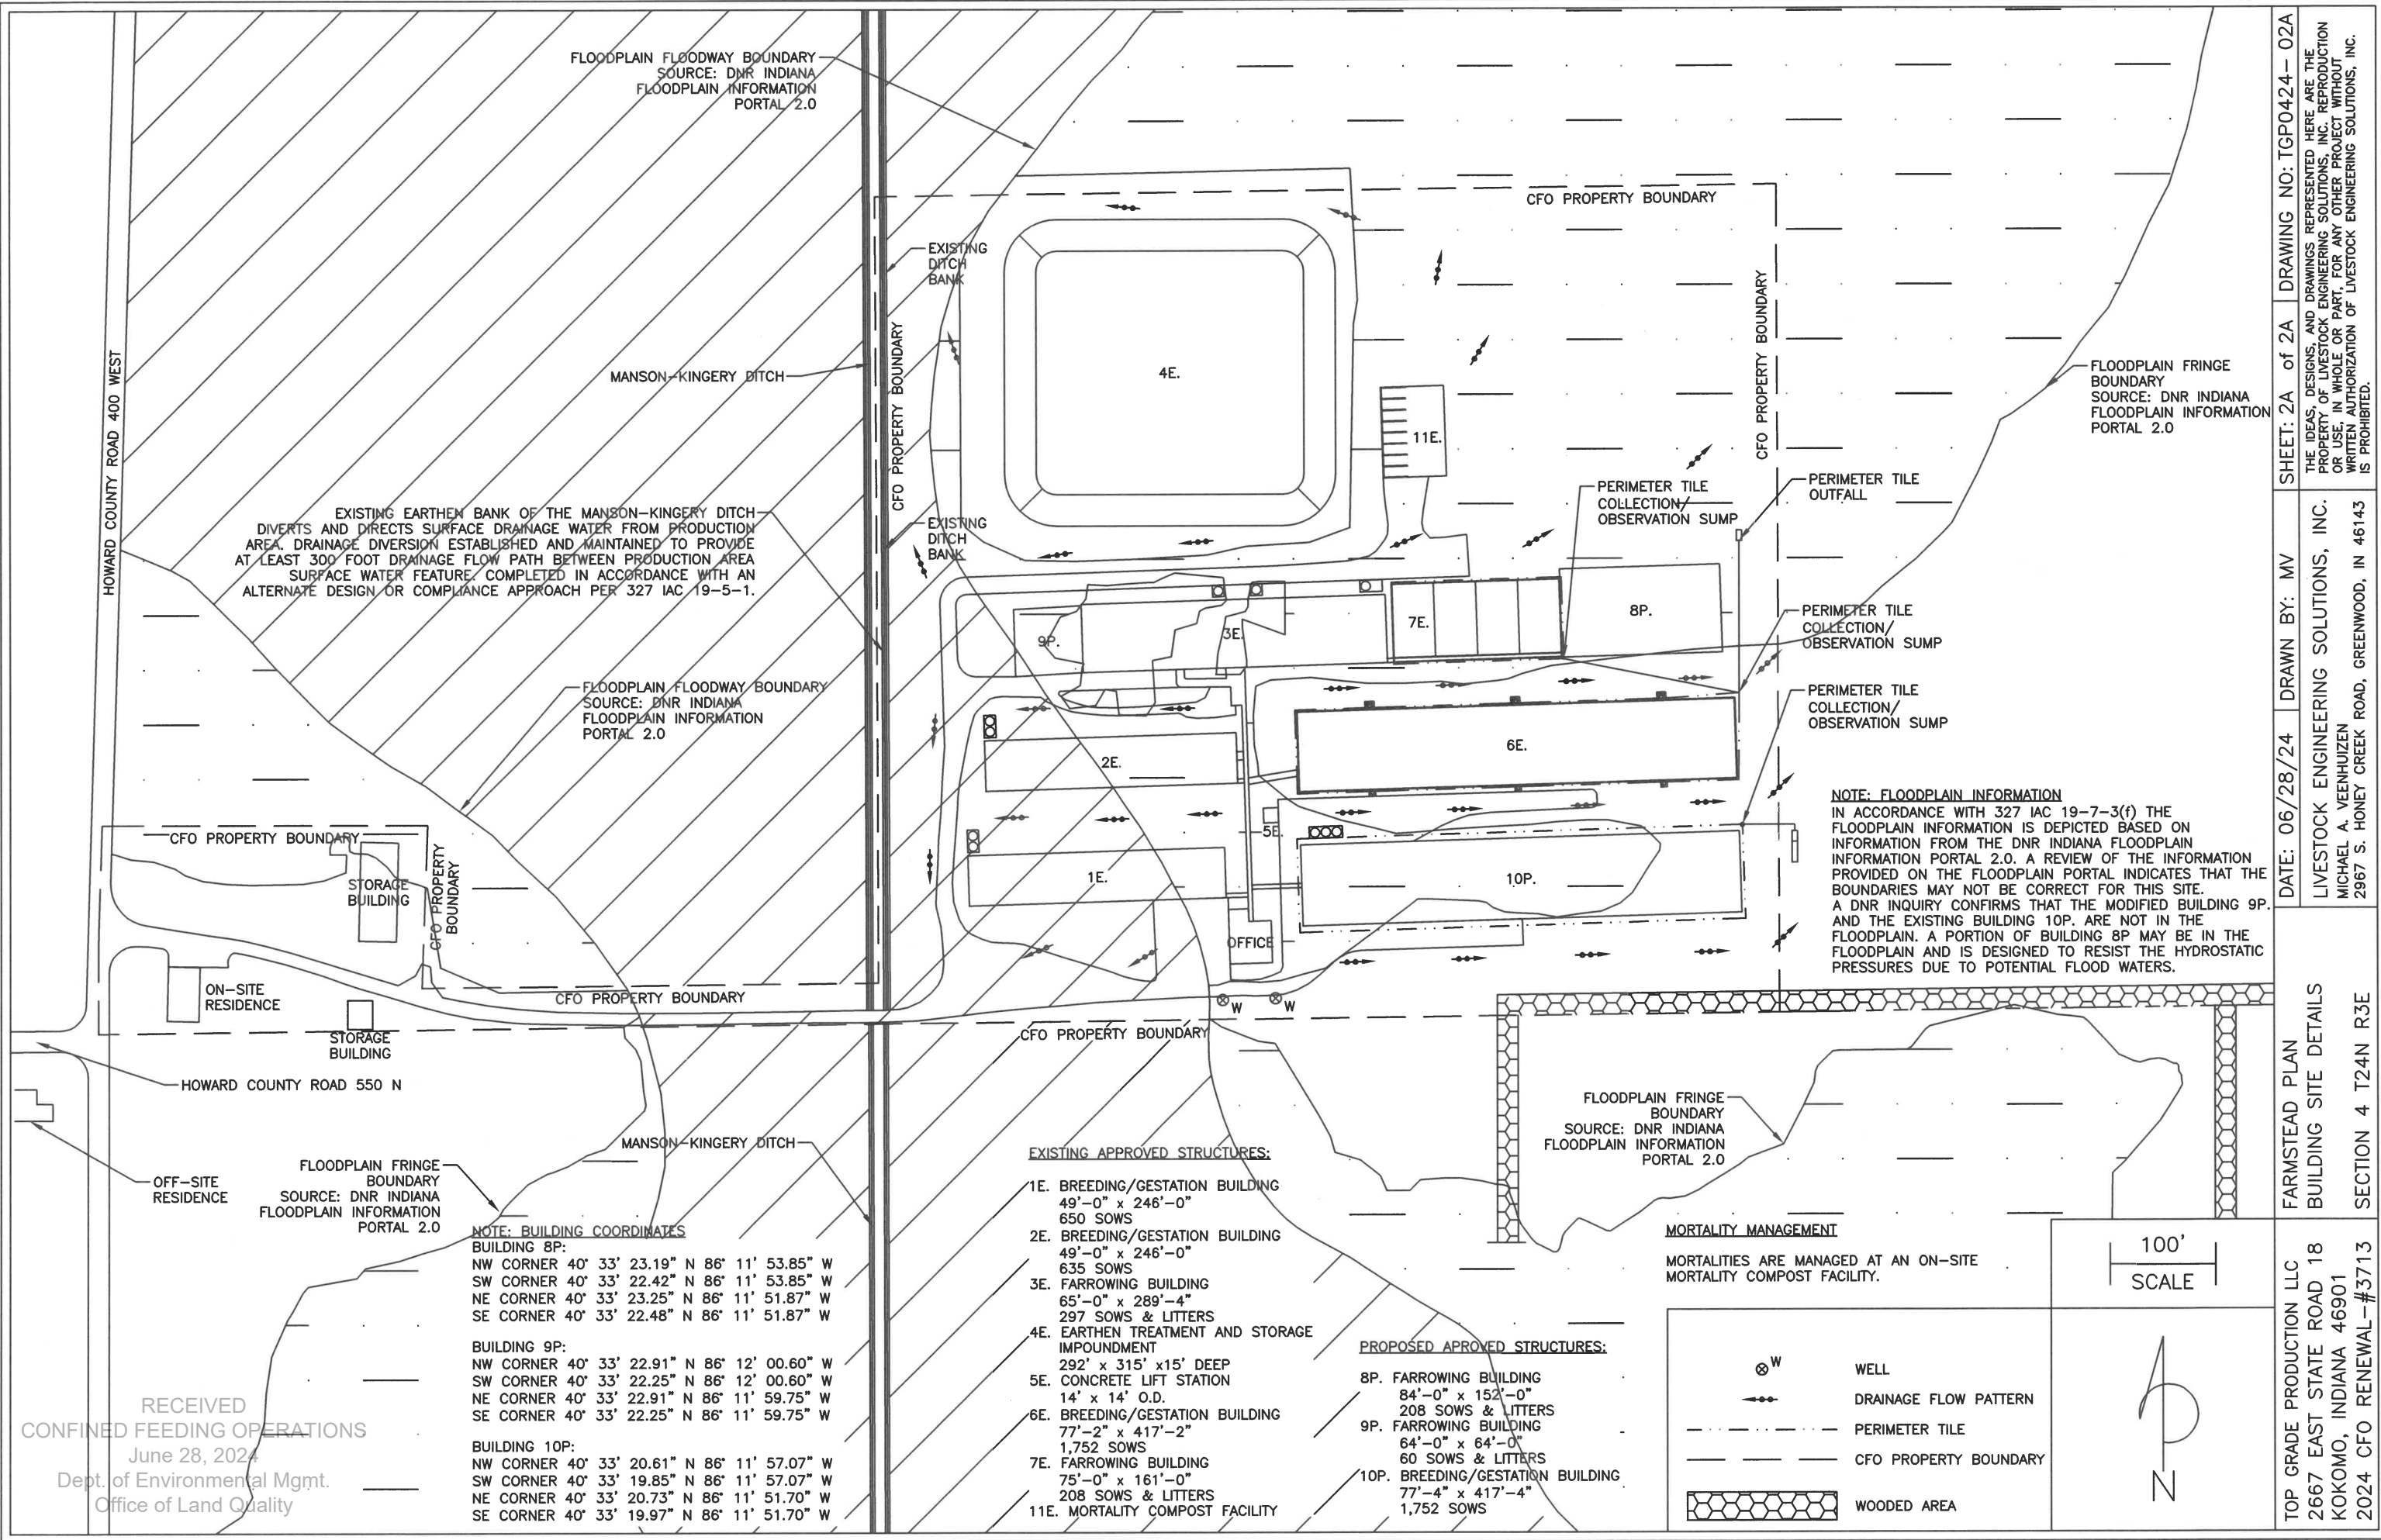 FLOODPLAIN FLOODWAY BOUNDARY
SOURCE: DNR INDIANA
FLOODPLAIN INFORMATION
PORTAL 2.0
CFO PROPERTY BOUNDARY
EXISTING
DITCH
BANK
CFO PROPERTY BOUNDARY
CFO PROPERTY BOUNDARY
MANSON-KINGERY DITCH
4E.
11E.
HOWARD COUNTY ROAD 400 WEST
FLOODPLAIN FRINGE
BOUNDARY
SOURCE: DNR INDIANA
FLOODPLAIN INFORMATION
PORTAL 2.0
EXISTING EARTHEN BANK OF THE MANSON-KINGERY DITCH
DIVERTS AND DIRECTS SURFACE DRAINAGE WATER FROM PRODUCTION
AREA. DRAINAGE DIVERSION ESTABLISHED AND MAINTAINED TO PROVIDE
AT LEAST 300 FOOT DRAINAGE FLOW PATH BETWEEN PRODUCTION AREA
SURFACE WATER FEATURE. COMPLETED IN ACCORDANCE WITH AN
ALTERNATE DESIGN OR COMPLIANCE APPROACH PER 327 IAC 19-5-1.
EXISTING
DITCH
BANK
PERIMETER TILE
COLLECTION/
OBSERVATION SUMP
PERIMETER TILE
OUTFALL
9P.
3E.
7E.
8P.
PERIMETER TILE
COLLECTION/
OBSERVATION SUMP
FLOODPLAIN FLOODWAY BOUNDARY
SOURCE: DNR INDIANA
FLOODPLAIN INFORMATION
PORTAL 2.0
PERIMETER TILE
COLLECTION/
OBSERVATION SUMP
2E.
6E.
5E.
1E.
10P.
OFFICE
NOTE: FLOODPLAIN INFORMATION
IN ACCORDANCE WITH 327 IAC 19-7-3(f) THE
FLOODPLAIN INFORMATION IS DEPICTED BASED ON
INFORMATION FROM THE DNR INDIANA FLOODPLAIN
INFORMATION PORTAL 2.0. A REVIEW OF THE INFORMATION
PROVIDED ON THE FLOODPLAIN PORTAL INDICATES THAT THE
BOUNDARIES MAY NOT BE CORRECT FOR THIS SITE.
A DNR INQUIRY CONFIRMS THAT THE MODIFIED BUILDING 9P.
AND THE EXISTING BUILDING 10P. ARE NOT IN THE
FLOODPLAIN. A PORTION OF BUILDING 8P MAY BE IN THE
FLOODPLAIN AND IS DESIGNED TO RESIST THE HYDROSTATIC
PRESSURES DUE TO POTENTIAL FLOOD WATERS.
CFO PROPERTY BOUNDARY
STORAGE
BUILDING
CFO PROPERTY
BOUNDARY
ON-SITE
RESIDENCE
CFO PROPERTY BOUNDARY
STORAGE
BUILDING
W
W
CFO PROPERTY BOUNDARY
HOWARD COUNTY ROAD 550 N
OFF-SITE
RESIDENCE
MANSON-KINGERY DITCH
FLOODPLAIN FRINGE
BOUNDARY
SOURCE: DNR INDIANA
FLOODPLAIN INFORMATION
PORTAL 2.0
FLOODPLAIN FRINGE
BOUNDARY
SOURCE: DNR INDIANA
FLOODPLAIN INFORMATION
PORTAL 2.0
NOTE: BUILDING COORDINATES
BUILDING 8P:
NW CORNER 40° 33' 23.19" N 86° 11' 53.85" W
SW CORNER 40° 33' 22.42" N 86° 11' 53.85" W
NE CORNER 40° 33' 23.25" N 86° 11' 51.87" W
SE CORNER 40° 33' 22.48" N 86° 11' 51.87" W
BUILDING 9P:
NW CORNER 40° 33' 22.91" N 86° 12' 00.60" W
SW CORNER 40° 33' 22.25" N 86° 12' 00.60" W
NE CORNER 40° 33' 22.91" N 86° 11' 59.75" W
SE CORNER 40° 33' 22.25" N 86° 11' 59.75" W
BUILDING 10P:
NW CORNER 40° 33' 20.61" N 86° 11' 57.07" W
SW CORNER 40° 33' 19.85" N 86° 11' 57.07" W
NE CORNER 40° 33' 20.73" N 86° 11' 51.70" W
SE CORNER 40° 33' 19.97" N 86° 11' 51.70" W
RECEIVED
CONFINED FEEDING OPERATIONS
June 28, 2024
Dept. of Environmental Mgmt.
Office of Land Quality
EXISTING APPROVED STRUCTURES:
1E. BREEDING/GESTATION BUILDING
49'-0" x 246'-0"
650 SOWS
2E. BREEDING/GESTATION BUILDING
49'-0" x 246'-0"
635 SOWS
3E. FARROWING BUILDING
65'-0" x 289'-4"
297 SOWS & LITTERS
4E. EARTHEN TREATMENT AND STORAGE
IMPOUNDMENT
292' x 315' x15' DEEP
5E. CONCRETE LIFT STATION
14' x 14' O.D.
6E. BREEDING/GESTATION BUILDING
77'-2" x 417'-2"
1,752 SOWS
7E. FARROWING BUILDING
75'-0" x 161'-0"
208 SOWS & LITTERS
11E. MORTALITY COMPOST FACILITY
PROPOSED APROVED STRUCTURES:
8P. FARROWING BUILDING
84'-0" x 152'-0"
208 SOWS & LITTERS
9P. FARROWING BUILDING
64'-0" x 64'-0"
60 SOWS & LITTERS
10P. BREEDING/GESTATION BUILDING
77'-4" x 417'-4"
1,752 SOWS
MORTALITY MANAGEMENT
MORTALITIES ARE MANAGED AT AN ON-SITE
MORTALITY COMPOST FACILITY.
100'
SCALE
W WELL
DRAINAGE FLOW PATTERN
PERIMETER TILE
CFO PROPERTY BOUNDARY
WOODED AREA
N
TOP GRADE PRODUCTION LLC
2667 EAST STATE ROAD 18
KOKOMO, INDIANA 46901
2024 CFO RENEWAL-#3713
FARMSTEAD PLAN
BUILDING SITE DETAILS
SECTION 4 T24N R3E
DATE: 06/28/24
DRAWN BY: MV
SHEET: 2A of 2A
DRAWING NO: TGP0424- 02A
LIVESTOCK ENGINEERING SOLUTIONS, INC.
MICHAEL A. VEENHUIZEN
2967 S. HONEY CREEK ROAD, GREENWOOD, IN 46143
THE IDEAS, DESIGNS, AND DRAWINGS REPRESENTED HERE ARE THE
PROPERTY OF LIVESTOCK ENGINEERING SOLUTIONS, INC. REPRODUCTION
OR USE, IN WHOLE OR PART, FOR ANY OTHER PROJECT WITHOUT
WRITTEN AUTHORIZATION OF LIVESTOCK ENGINEERING SOLUTIONS, INC.
IS PROHIBITED.